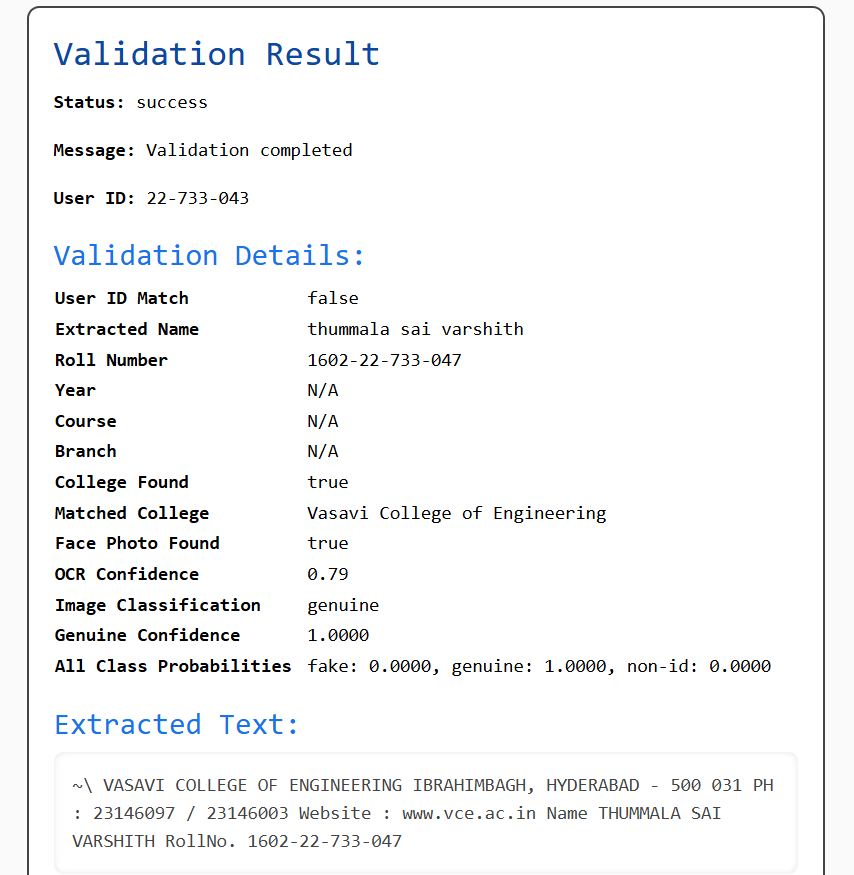 Validation Result
Status: success
Message: Validation completed
User ID: 22-733-043
Validation Details:
User ID Match false
Extracted Name thummala sai varshith
Roll Number 1602-22-733-047
Year N/A
Course N/A
Branch N/A
College Found true
Matched College Vasavi College of Engineering
Face Photo Found true
OCR Confidence 0.79
Image Classification genuine
Genuine Confidence 1.0000
All Class Probabilities fake: 0.0000, genuine: 1.0000, non-id: 0.0000
Extracted Text:
~\ VASAVI COLLEGE OF ENGINEERING IBRAHIMBAGH, HYDERABAD - 500 031 PH
: 23146097 / 23146003 Website : www.vce.ac.in Name THUMMALA SAI
VARSHITH RollNo. 1602-22-733-047